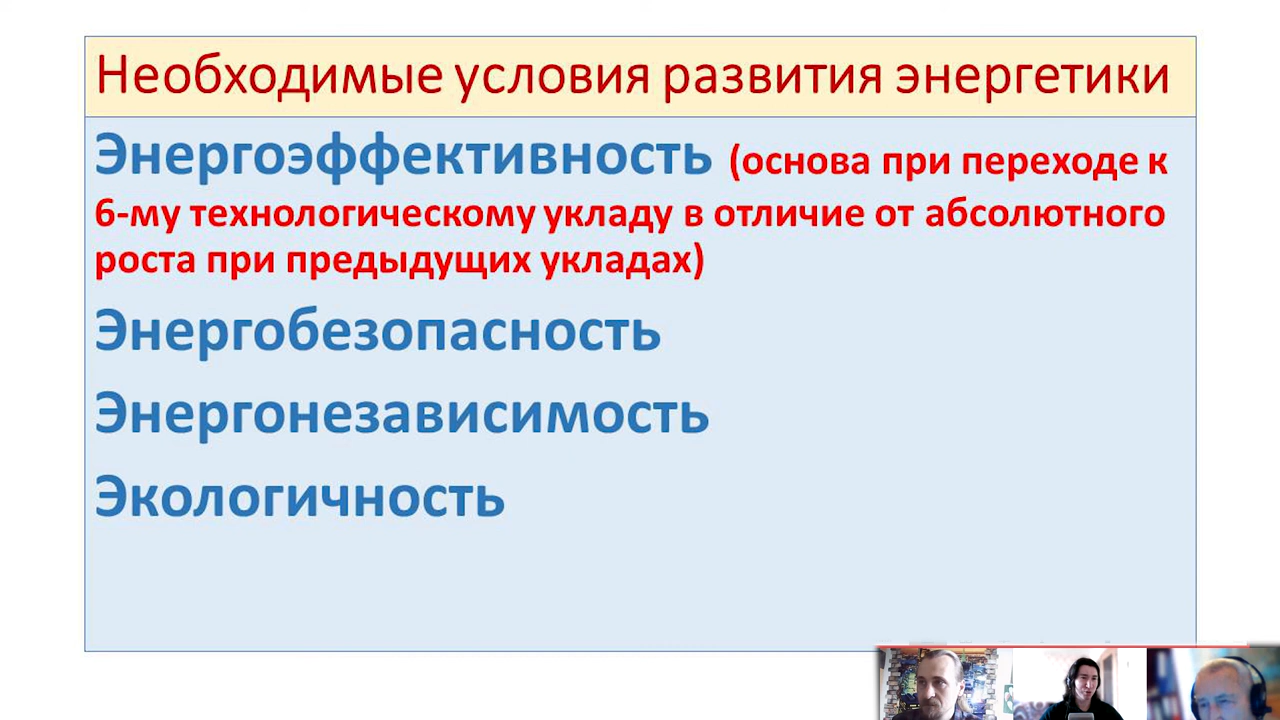 Необходимые условия развития энергетики
Энергоэффективность (основа при переходе к
6-му технологическому укладу в отличие от абсолютного
роста при предыдущих укладах)
Энергобезопасность
Энергонезависимость
Экологичность